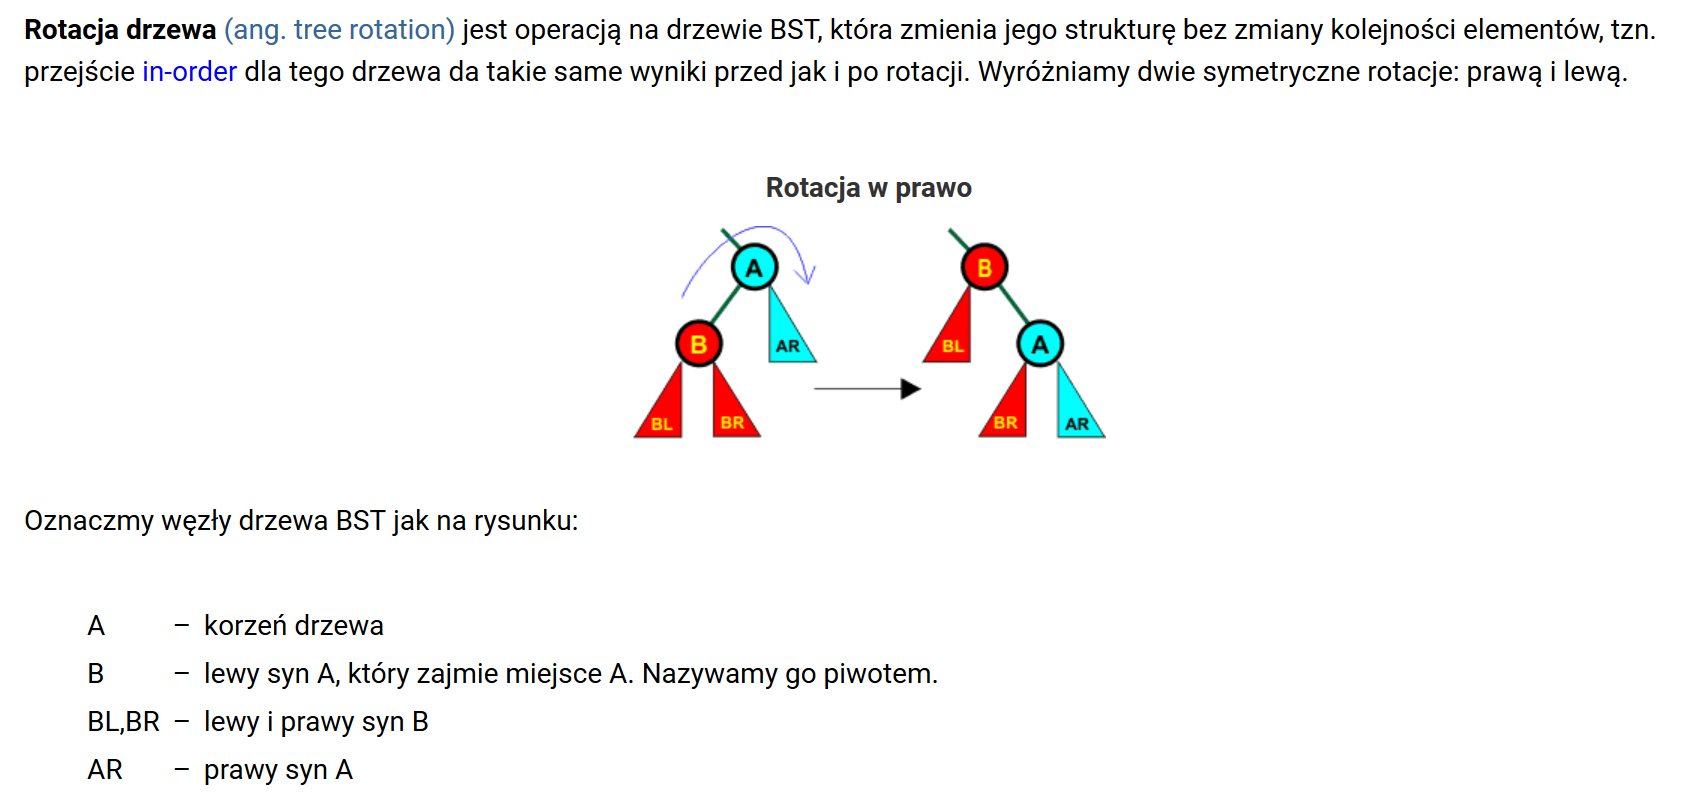 Rotacja drzewa (ang. tree rotation) jest operacją na drzewie BST, która zmienia jego strukturę bez zmiany kolejności elementów, tzn.
przejście in-order dla tego drzewa da takie same wyniki przed jak i po rotacji. Wyróżniamy dwie symetryczne rotacje: prawą i lewą.
Rotacja w prawo
A
B
B
AR
BL
A
BL
BR
BR
AR
Oznaczmy węzły drzewa BST jak na rysunku:
A – korzeń drzewa
B – lewy syn A, który zajmie miejsce A. Nazywamy go piwotem.
BL,BR – lewy i prawy syn B
AR – prawy syn A